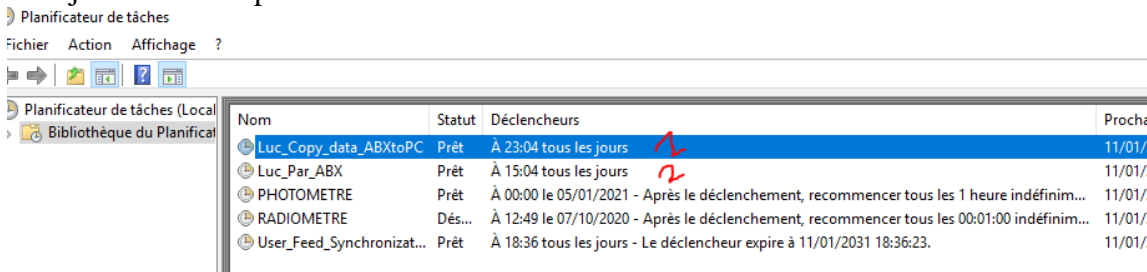 Planificateur de tâches
Fichier Action Affichage ?
Planificateur de tâches (Local
Bibliothèque du Planificat
Nom Statut Déclencheurs Procha
Luc_Copy_data_ABXtoPC Prêt À 23:04 tous les jours 1 11/01/
Luc_Par_ABX Prêt À 15:04 tous les jours 2 11/01/
PHOTOMETRE Prêt À 00:00 le 05/01/2021 - Après le déclenchement, recommencer tous les 1 heure indéfinim... 11/01/
RADIOMETRE Dés... À 12:49 le 07/10/2020 - Après le déclenchement, recommencer tous les 00:01:00 indéfinim... 11/01/
User_Feed_Synchronizat... Prêt À 18:36 tous les jours - Le déclencheur expire à 11/01/2031 18:36:23. 11/01/